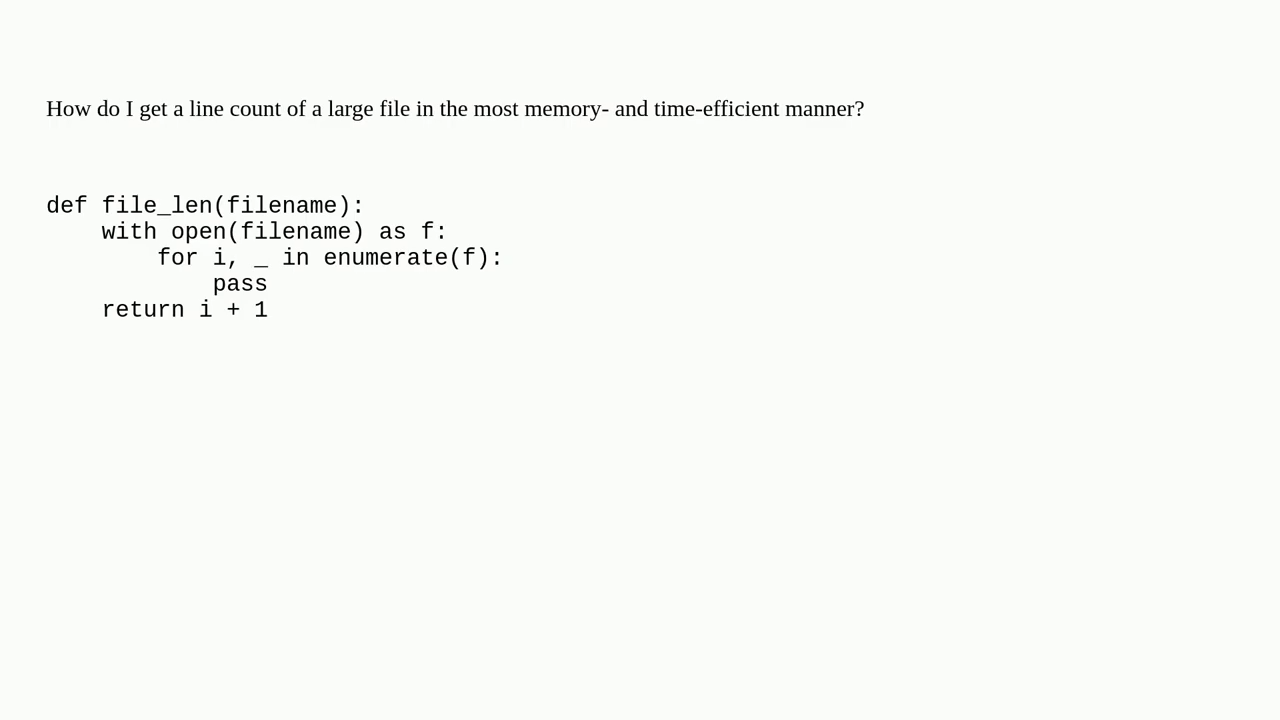 How do I get a line count of a large file in the most memory- and time-efficient manner?
def file_len(filename):
    with open(filename) as f:
        for i, _ in enumerate(f):
            pass
    return i + 1